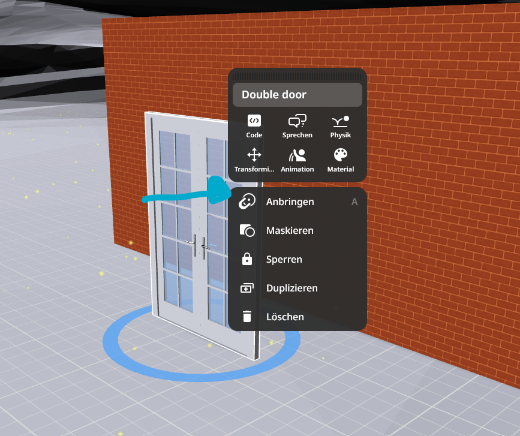 Double door
Code Sprechen Physik
Transformi... Animation Material
Anbringen A
Maskieren
Sperren
Duplizieren
Löschen